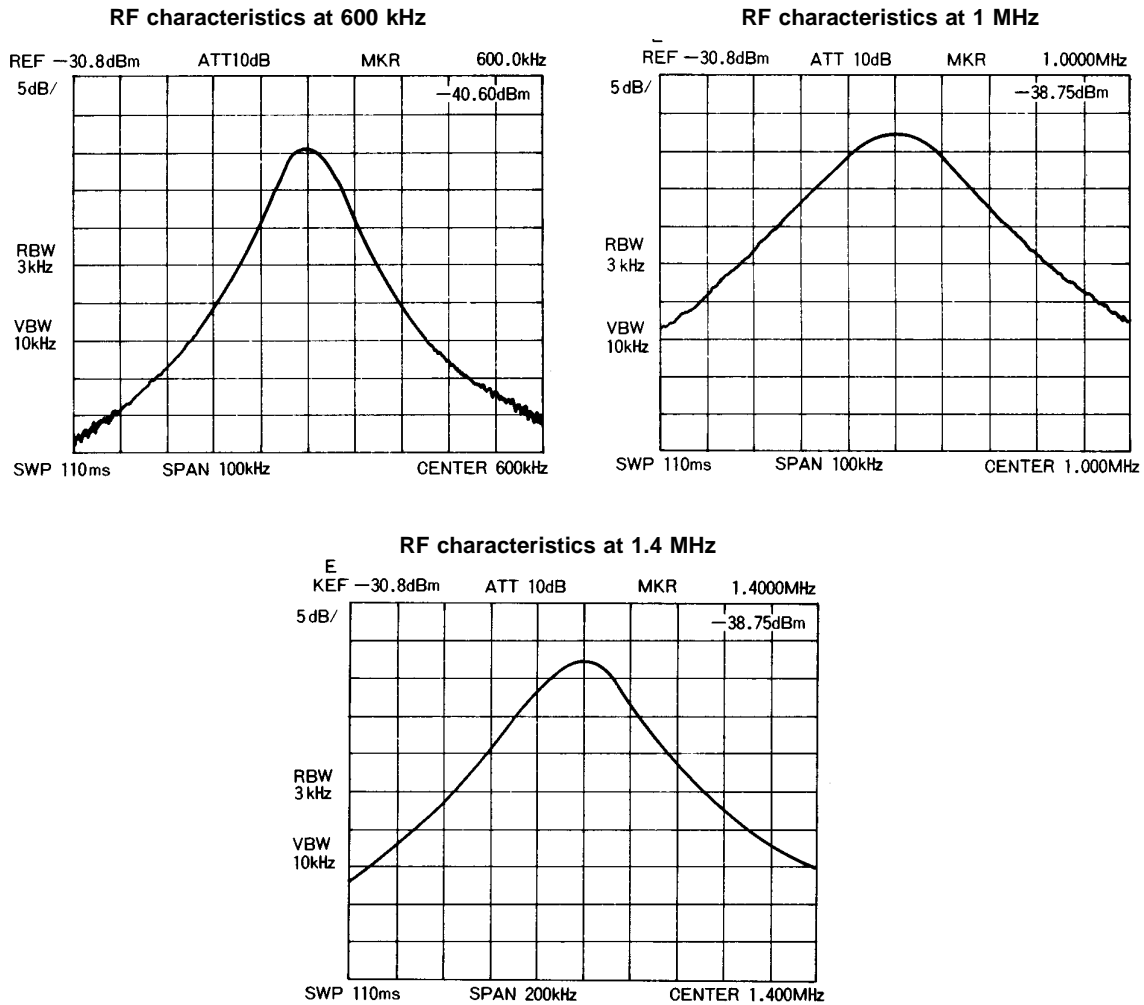 RF characteristics at 600 kHz
REF −30.8dBm ATT10dB MKR 600.0kHz
5dB/
−40.60dBm
RBW
3kHz
VBW
10kHz
SWP 110ms SPAN 100kHz CENTER 600kHz
RF characteristics at 1 MHz
REF −30.8dBm ATT 10dB MKR 1.0000MHz
5dB/
−38.75dBm
RBW
3 kHz
VBW
10kHz
SWP 110ms SPAN 100kHz CENTER 1.000MHz
RF characteristics at 1.4 MHz
E
KEF −30.8dBm ATT 10dB MKR 1.4000MHz
5dB/
−38.75dBm
RBW
3kHz
VBW
10kHz
SWP 110ms SPAN 200kHz CENTER 1.400MHz